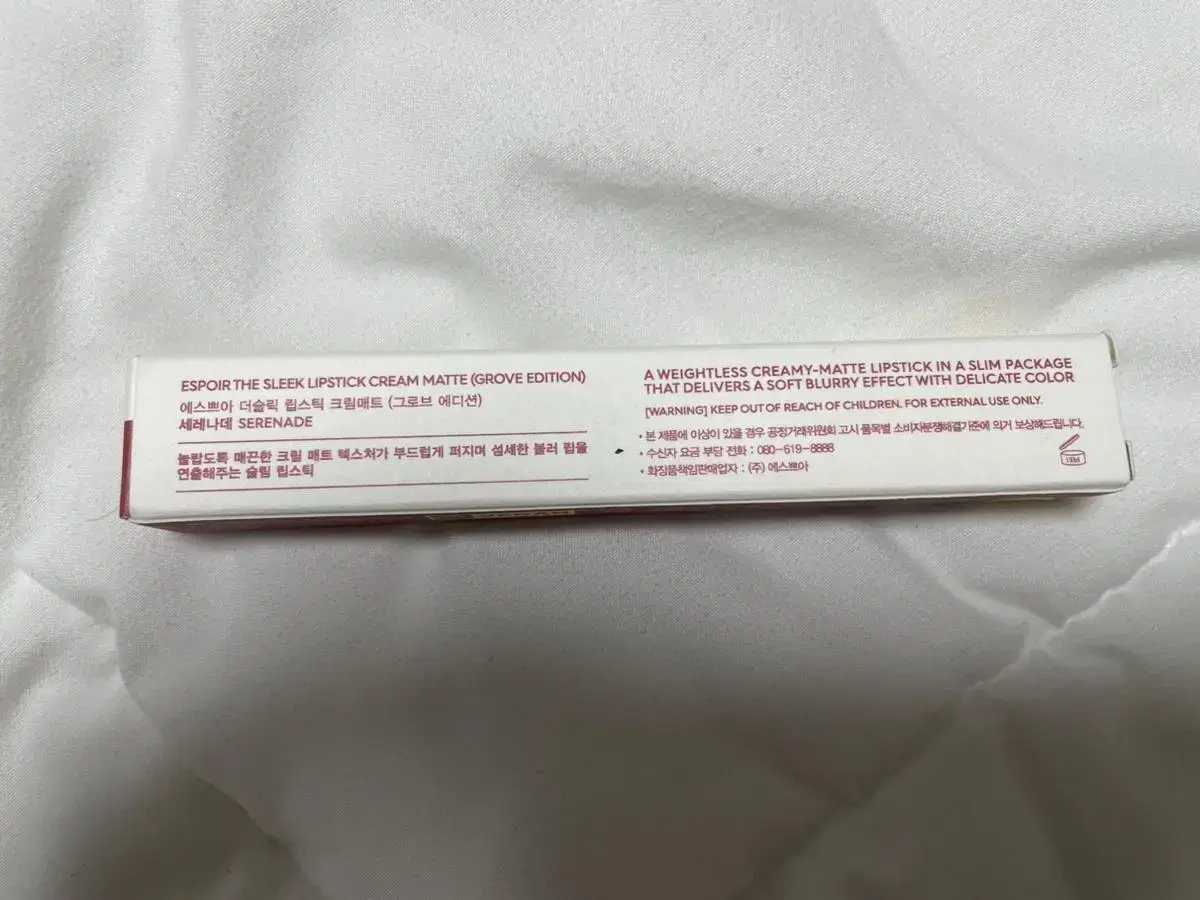 ESPOIR THE SLEEK LIPSTICK CREAM MATTE (GROVE EDITION)
에스쁘아 더슬릭 립스틱 크림매트 (그로브 에디션)
세레나데 SERENADE
놀랍도록 매끈한 크림 매트 텍스처가 부드럽게 퍼지며 섬세한 블러 립을
연출해주는 슬림 립스틱
A WEIGHTLESS CREAMY-MATTE LIPSTICK IN A SLIM PACKAGE
THAT DELIVERS A SOFT BLURRY EFFECT WITH DELICATE COLOR
[WARNING] KEEP OUT OF REACH OF CHILDREN. FOR EXTERNAL USE ONLY.
• 본 제품에 이상이 있을 경우 공정거래위원회 고시 품목별 소비자분쟁해결기준에 의거 보상해드립니다.
• 수신자 요금 부담 전화 : 080-619-8888
• 화장품책임판매업자 : (주) 에스쁘아